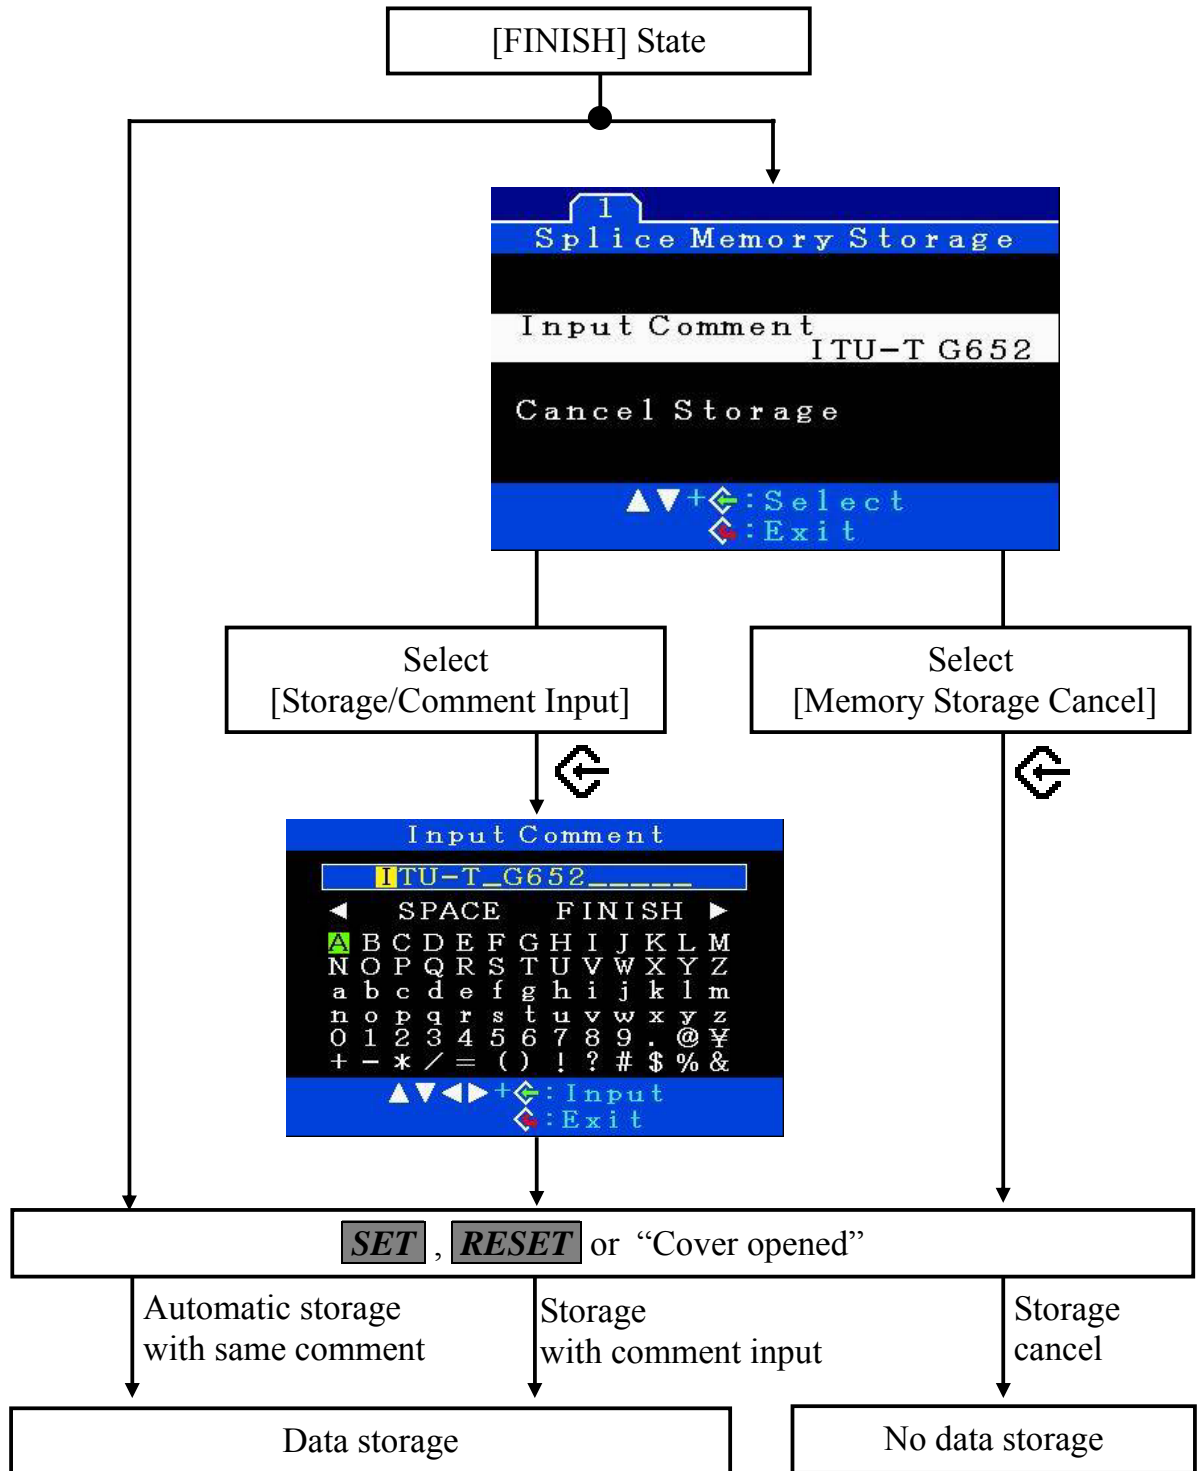 [FINISH] State
1
Splice Memory Storage
Input Comment
ITU-T G652
Cancel Storage
▲▼+:Select
:Exit
Select
[Storage/Comment Input]
Select
[Memory Storage Cancel]
Input Comment
ITU-T_G652_____
◀ SPACE FINISH ▶
A B C D E F G H I J K L M
N O P Q R S T U V W X Y Z
a b c d e f g h i j k l m
n o p q r s t u v w x y z
0 1 2 3 4 5 6 7 8 9 . @ ¥
+ - * / = ( ) ! ? # $ % &
▲▼◀▶+:Input
:Exit
SET , RESET or “Cover opened”
Automatic storage
with same comment
Storage
with comment input
Storage
cancel
Data storage
No data storage